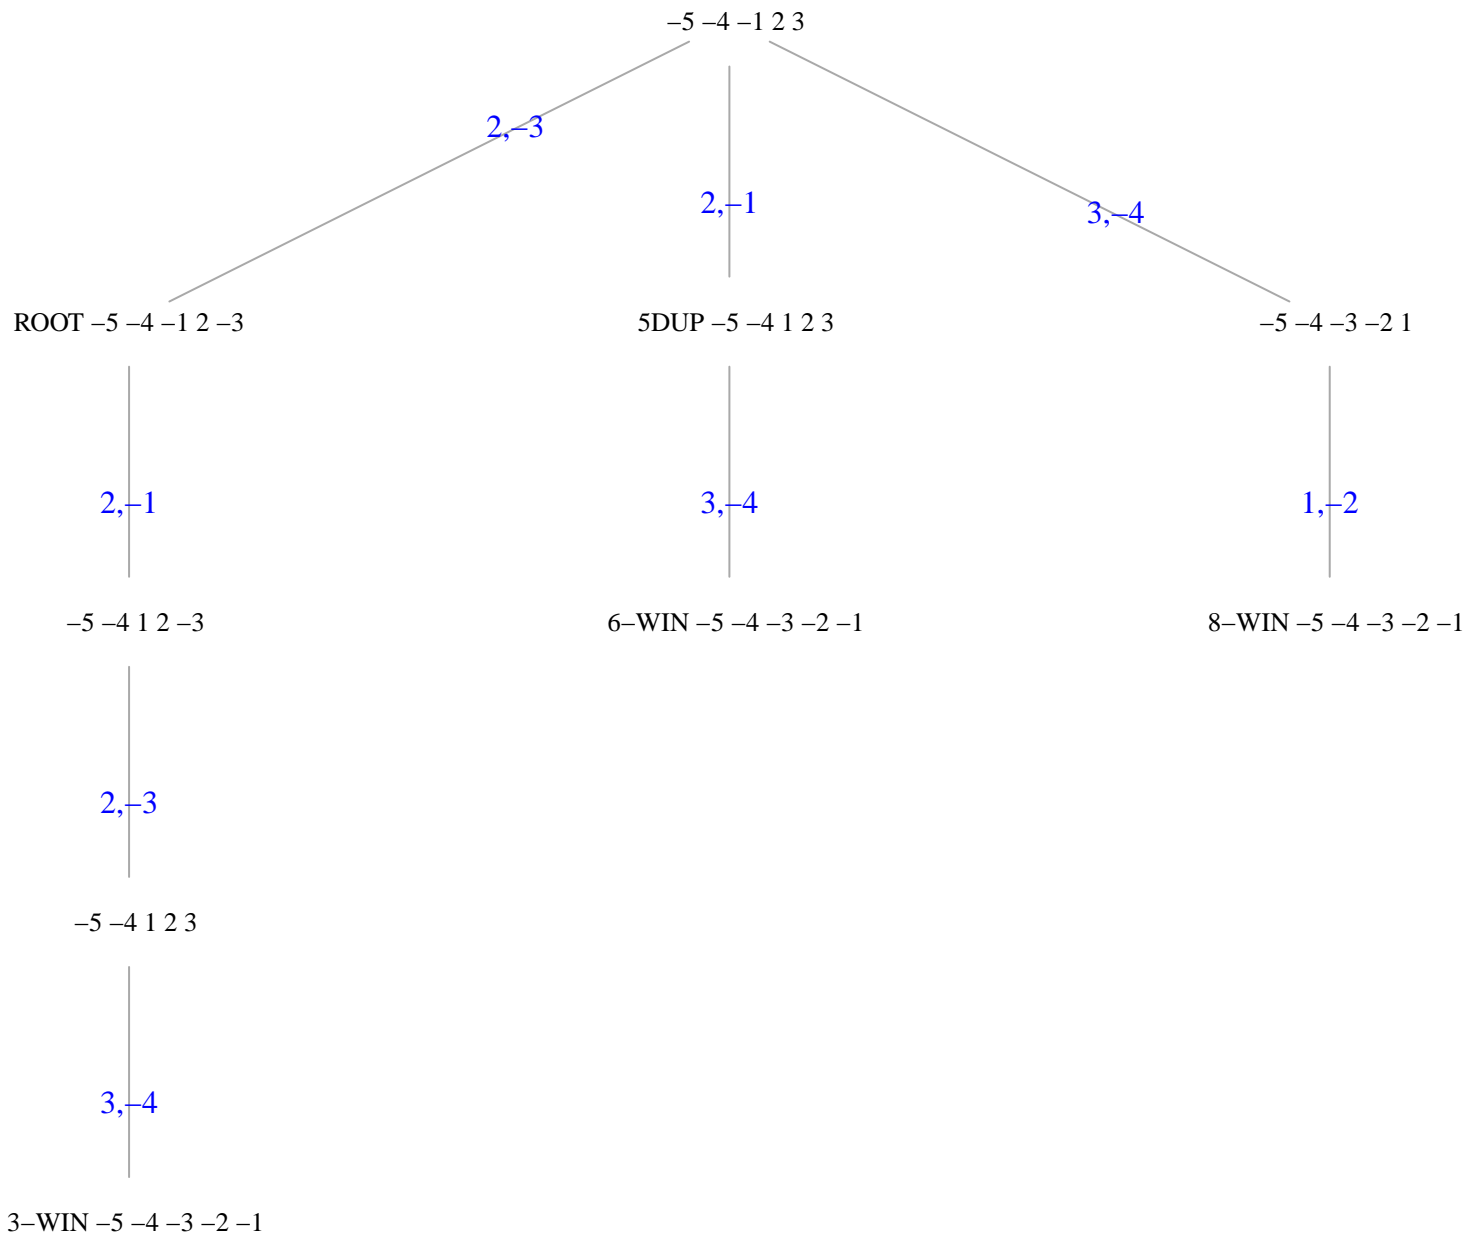 –5 –4 –1 2 3
2,–3
2,–1
3,–4
ROOT –5 –4 –1 2 –3
5DUP –5 –4 1 2 3
–5 –4 –3 –2 1
2,–1
3,–4
1,–2
–5 –4 1 2 –3
6–WIN –5 –4 –3 –2 –1
8–WIN –5 –4 –3 –2 –1
2,–3
–5 –4 1 2 3
3,–4
3–WIN –5 –4 –3 –2 –1